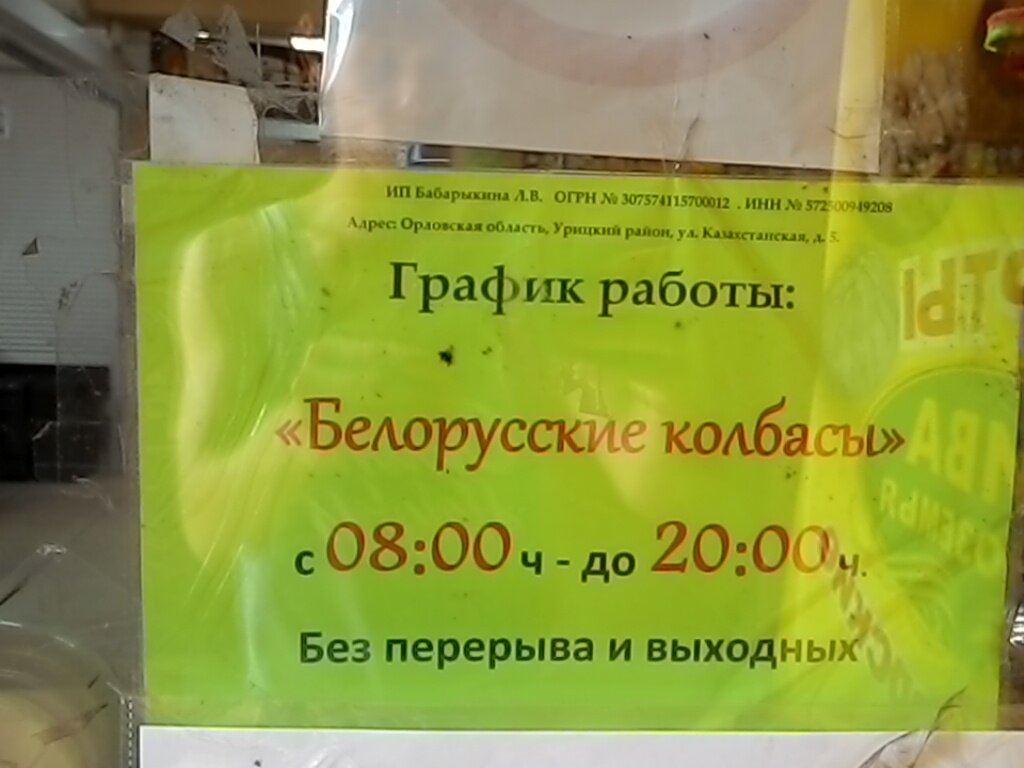 ИП Бабарыкина Л.В. ОГРН № 307574115700012 . ИНН № 572500949208
Адрес: Орловская область, Урицкий район, ул. Казахстанская, д. 5.
График работы:
«Белорусские колбасы»
с 08:00 ч - до 20:00 ч.
Без перерыва и выходных